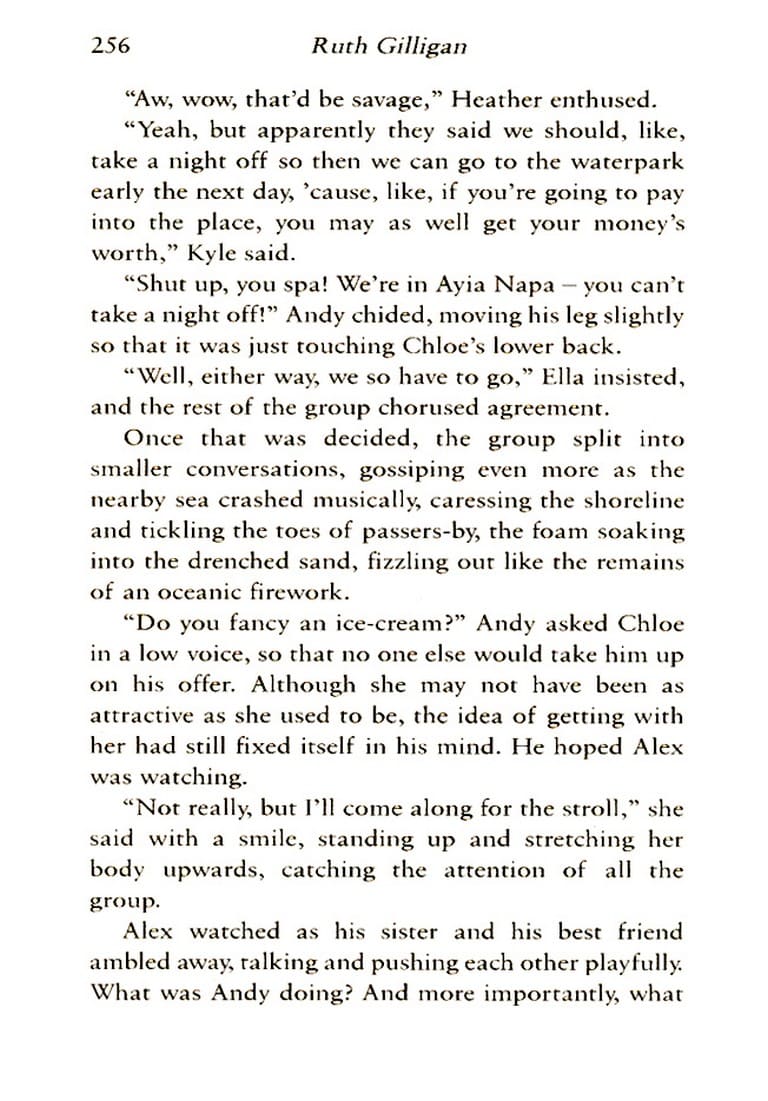 256 Ruth Gilligan
“Aw, wow, that’d be savage,” Heather enthused.
“Yeah, but apparently they said we should, like,
take a night off so then we can go to the waterpark
early the next day, ’cause, like, if you’re going to pay
into the place, you may as well get your money’s
worth,” Kyle said.
“Shut up, you spa! We’re in Ayia Napa – you can’t
take a night off!” Andy chided, moving his leg slightly
so that it was just touching Chloe’s lower back.
“Well, either way, we so have to go,” Ella insisted,
and the rest of the group chorused agreement.
Once that was decided, the group split into
smaller conversations, gossiping even more as the
nearby sea crashed musically, caressing the shoreline
and tickling the toes of passers-by, the foam soaking
into the drenched sand, fizzling out like the remains
of an oceanic firework.
“Do you fancy an ice-cream?” Andy asked Chloe
in a low voice, so that no one else would take him up
on his offer. Although she may not have been as
attractive as she used to be, the idea of getting with
her had still fixed itself in his mind. He hoped Alex
was watching.
“Not really, but I’ll come along for the stroll,” she
said with a smile, standing up and stretching her
body upwards, catching the attention of all the
group.
Alex watched as his sister and his best friend
ambled away, talking and pushing each other playfully.
What was Andy doing? And more importantly, what